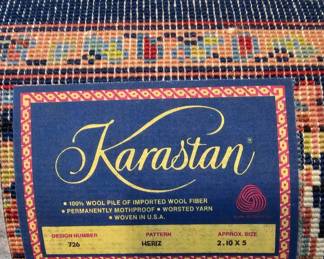 Karastan
• 100% WOOL PILE OF IMPORTED WOOL FIBER
• PERMANENTLY MOTHPROOF • WORSTED YARN
• WOVEN IN U.S.A.
DESIGN NUMBER PATTERN APPROX. SIZE
726 HERIZ 2.10 X 5